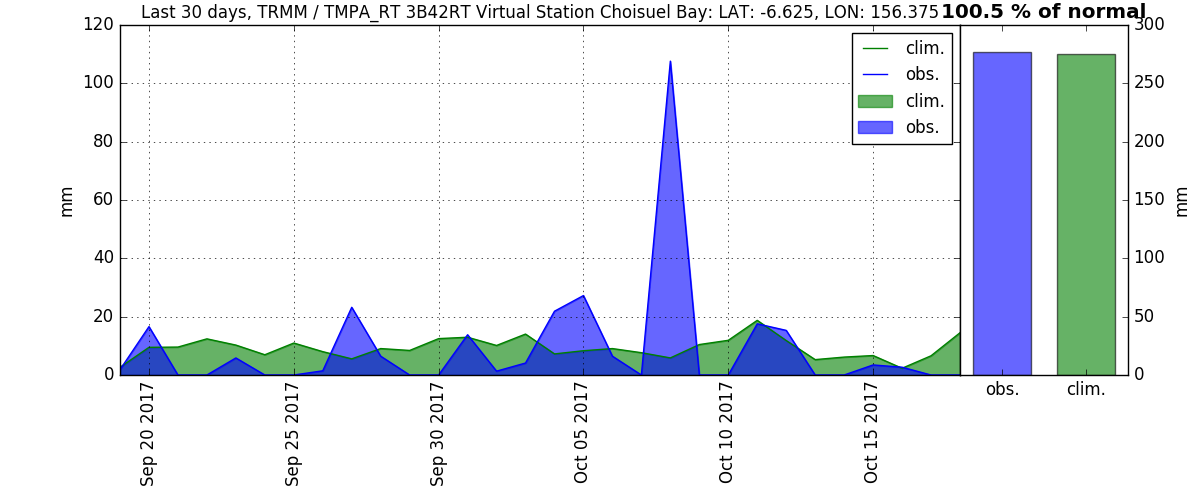 Last 30 days, TRMM / TMPA_RT 3B42RT Virtual Station Choisuel Bay: LAT: -6.625, LON: 156.375
100.5 % of normal
120
100
80
60
40
20
0
mm
clim.
obs.
clim.
obs.
300
250
200
150
100
50
0
mm
Sep 20 2017
Sep 25 2017
Sep 30 2017
Oct 05 2017
Oct 10 2017
Oct 15 2017
obs.
clim.